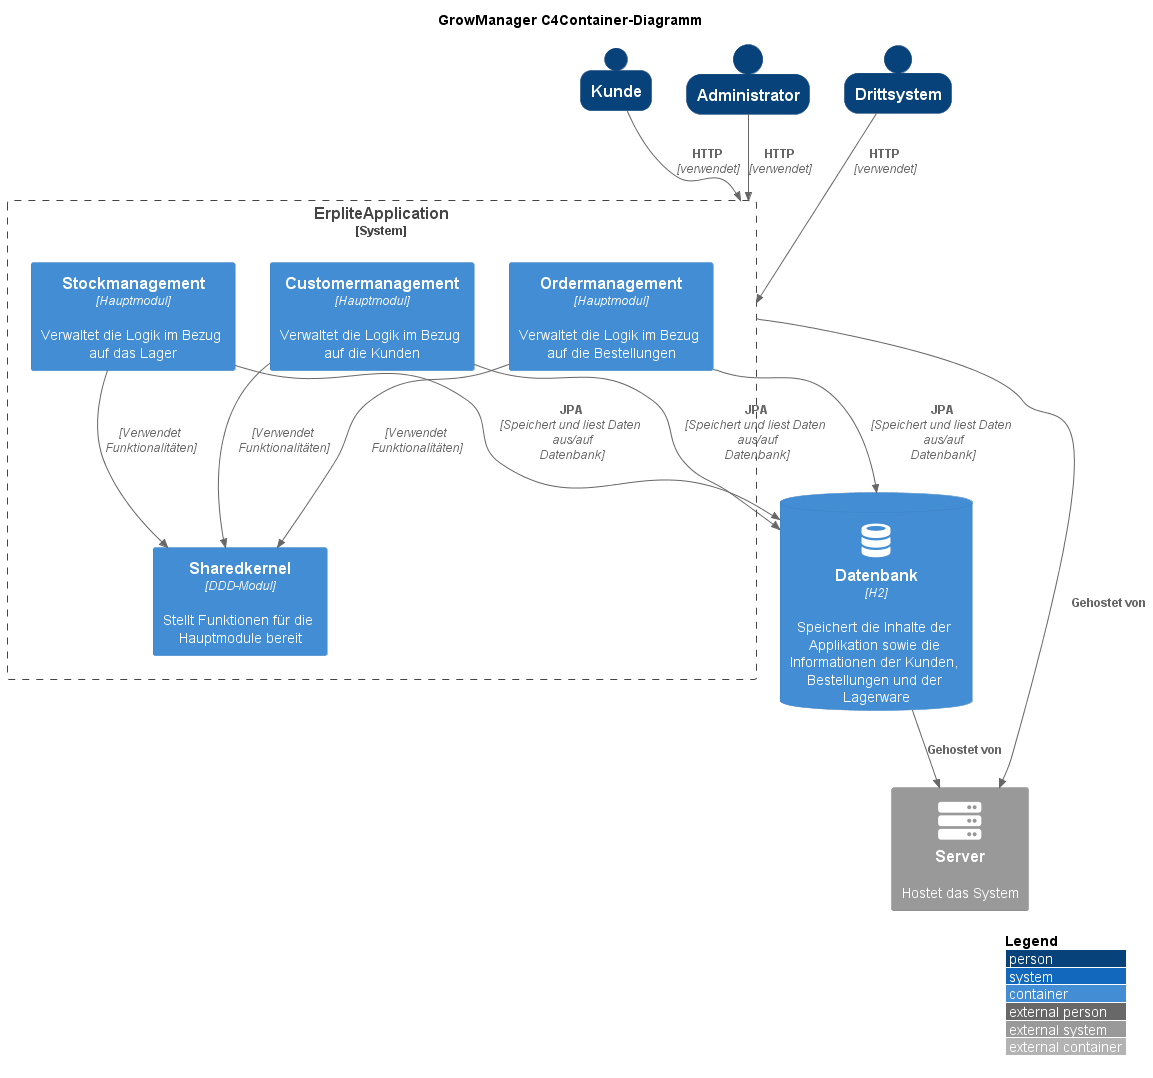 GrowManager C4Container-Diagramm
Kunde
Administrator
Drittsystem
HTTP
[verwendet]
HTTP
[verwendet]
HTTP
[verwendet]
ErpliteApplication
[System]
Stockmanagement
[Hauptmodul]
Verwaltet die Logik im Bezug
auf das Lager
Customermanagement
[Hauptmodul]
Verwaltet die Logik im Bezug
auf die Kunden
Ordermanagement
[Hauptmodul]
Verwaltet die Logik im Bezug
auf die Bestellungen
[Verwendet
Funktionalitäten]
[Verwendet
Funktionalitäten]
[Verwendet
Funktionalitäten]
JPA
[Speichert und liest Daten
aus/auf
Datenbank]
JPA
[Speichert und liest Daten
aus/auf
Datenbank]
JPA
[Speichert und liest Daten
aus/auf
Datenbank]
Sharedkernel
[DDD-Modul]
Stellt Funktionen für die
Hauptmodule bereit
Datenbank
[H2]
Speichert die Inhalte der
Applikation sowie die
Informationen der Kunden,
Bestellungen und der
Lagerware
Gehostet von
Gehostet von
Server
Hostet das System
Legend
person
system
container
external person
external system
external container